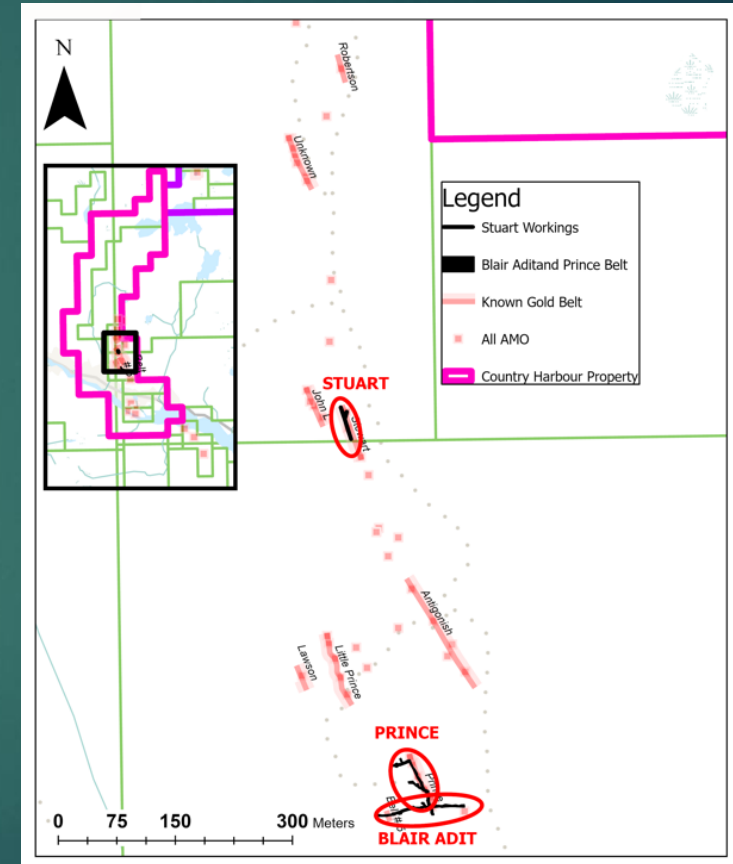 N
Robertson
Unknown
Legend
Stuart Workings
Blair Aditand Prince Belt
Known Gold Belt
All AMO
Country Harbour Property
STUART
John L
Stewart
Antigonish
Little Prince
Lawson
PRINCE
Prince
BLAIR ADIT
0 75 150 300 Meters